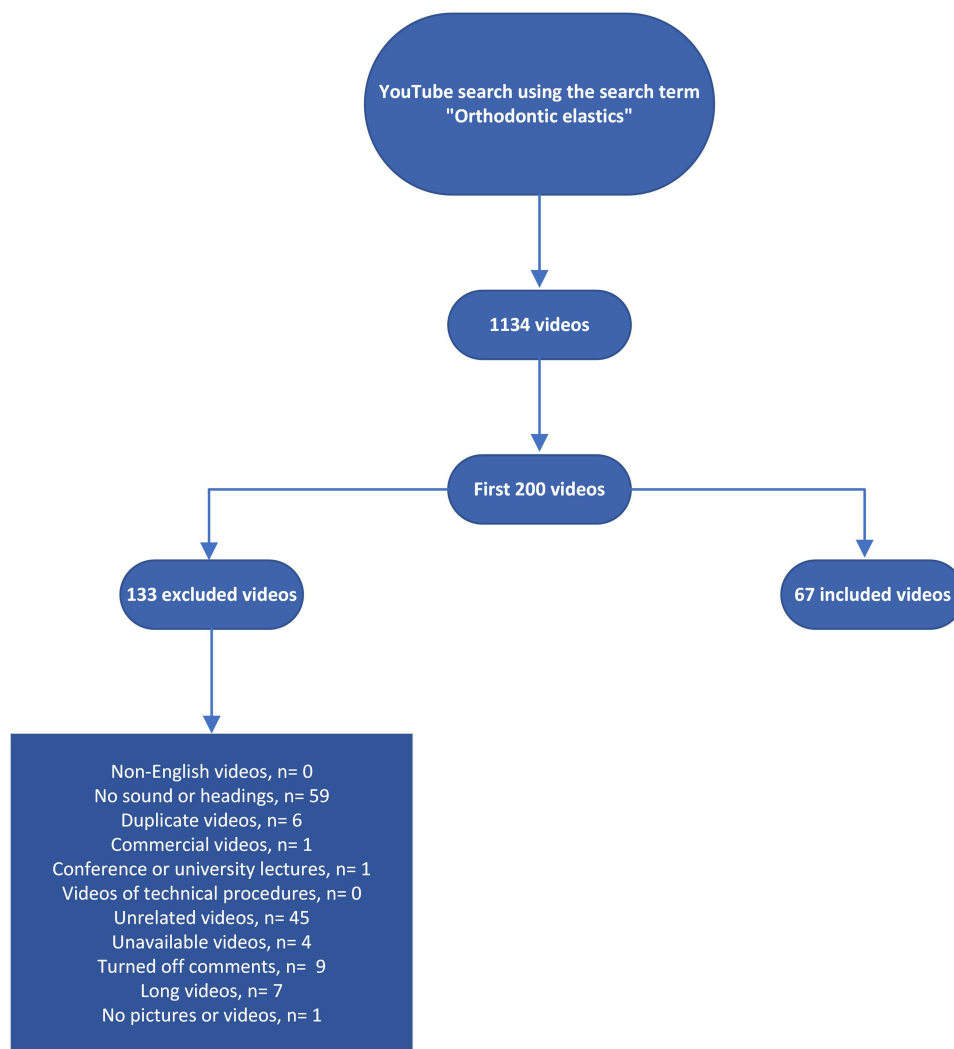 YouTube search using the search term
"Orthodontic elastics"
1134 videos
First 200 videos
133 excluded videos
67 included videos
Non-English videos, n= 0
No sound or headings, n= 59
Duplicate videos, n= 6
Commercial videos, n= 1
Conference or university lectures, n= 1
Videos of technical procedures, n= 0
Unrelated videos, n= 45
Unavailable videos, n= 4
Turned off comments, n=  9
Long videos, n= 7
No pictures or videos, n= 1